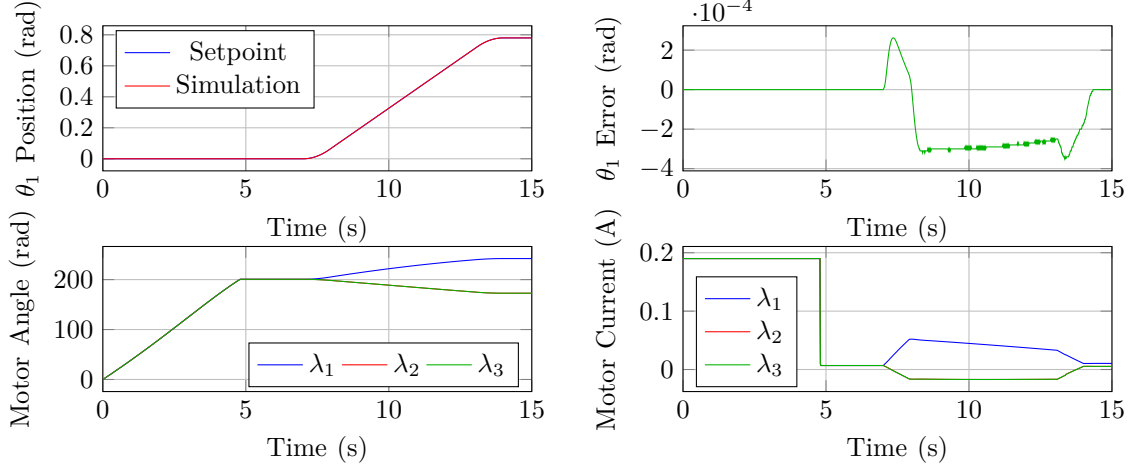 ·10⁻⁴
0.8
0.6
0.4
0.2
0
θ₁ Position (rad)
Setpoint
Simulation
0
5
10
15
Time (s)
2
0
−2
−4
θ₁ Error (rad)
0
5
10
15
Time (s)
200
100
0
Motor Angle (rad)
λ₁
λ₂
λ₃
0
5
10
15
Time (s)
0.2
0.1
0
Motor Current (A)
λ₁
λ₂
λ₃
0
5
10
15
Time (s)